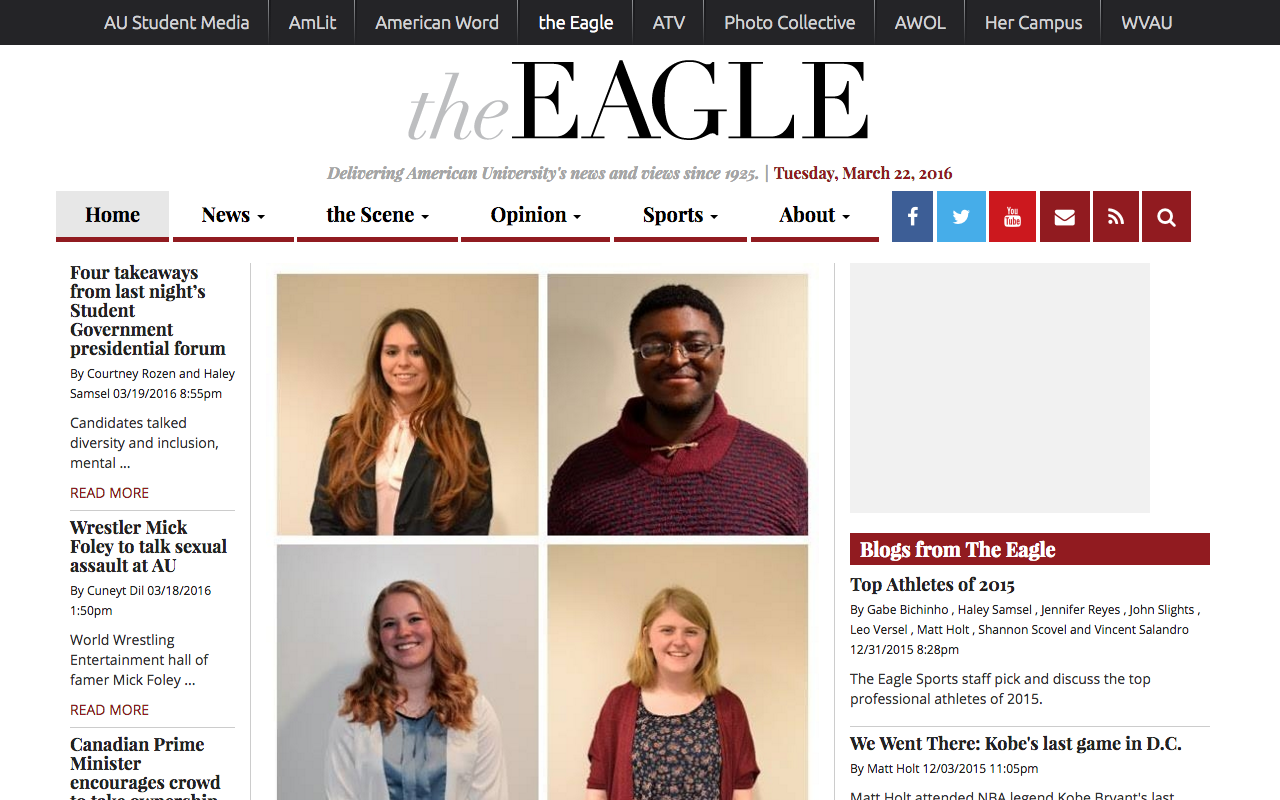 AU Student Media
AmLit
American Word
the Eagle
ATV
Photo Collective
AWOL
Her Campus
WVAU
the EAGLE
Delivering American University's news and views since 1925. | Tuesday, March 22, 2016
Home
News
the Scene
Opinion
Sports
About
You
Tube
Four takeaways
from last night’s
Student
Government
presidential forum
By Courtney Rozen and Haley
Samsel 03/19/2016 8:55pm
Candidates talked
diversity and inclusion,
mental ...
READ MORE
Wrestler Mick
Foley to talk sexual
assault at AU
By Cuneyt Dil 03/18/2016
1:50pm
World Wrestling
Entertainment hall of
famer Mick Foley ...
READ MORE
Canadian Prime
Minister
encourages crowd
to take ownership
Blogs from The Eagle
Top Athletes of 2015
By Gabe Bichinho , Haley Samsel , Jennifer Reyes , John Slights ,
Leo Versel , Matt Holt , Shannon Scovel and Vincent Salandro
12/31/2015 8:28pm
The Eagle Sports staff pick and discuss the top
professional athletes of 2015.
We Went There: Kobe's last game in D.C.
By Matt Holt 12/03/2015 11:05pm
Matt Holt attended NBA legend Kobe Bryant's last